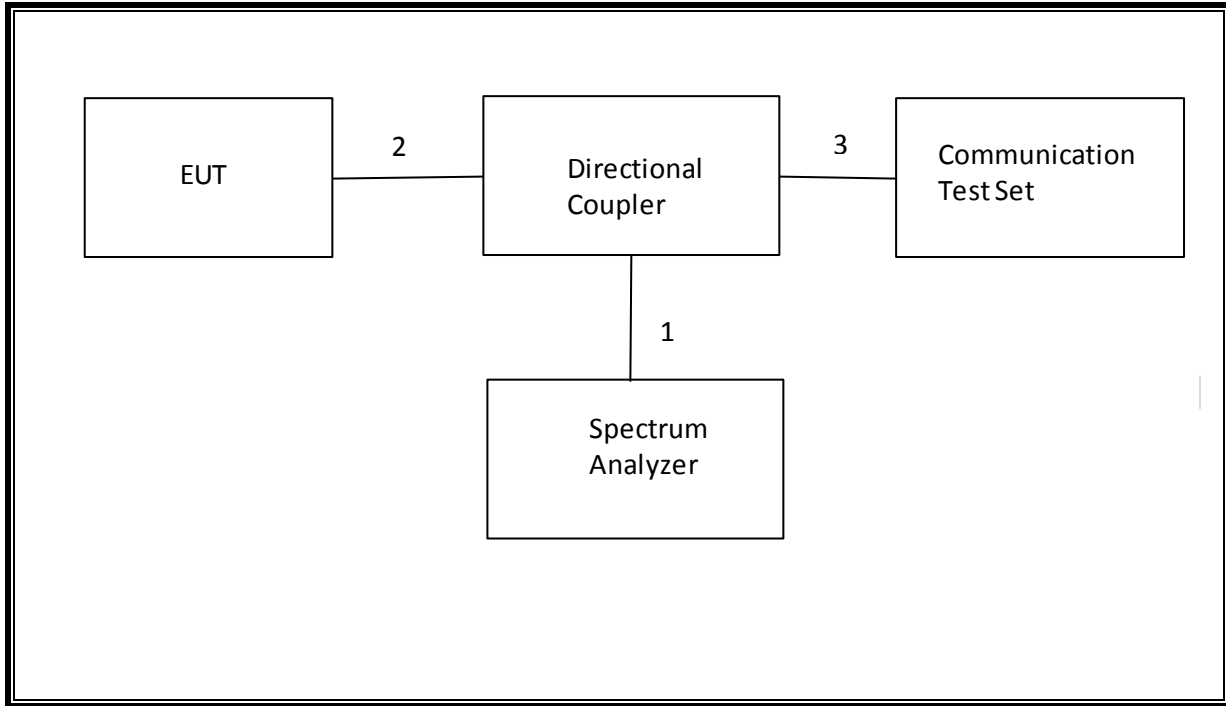 EUT
2
Directional
Coupler
3
Communication
Test Set
1
Spectrum
Analyzer